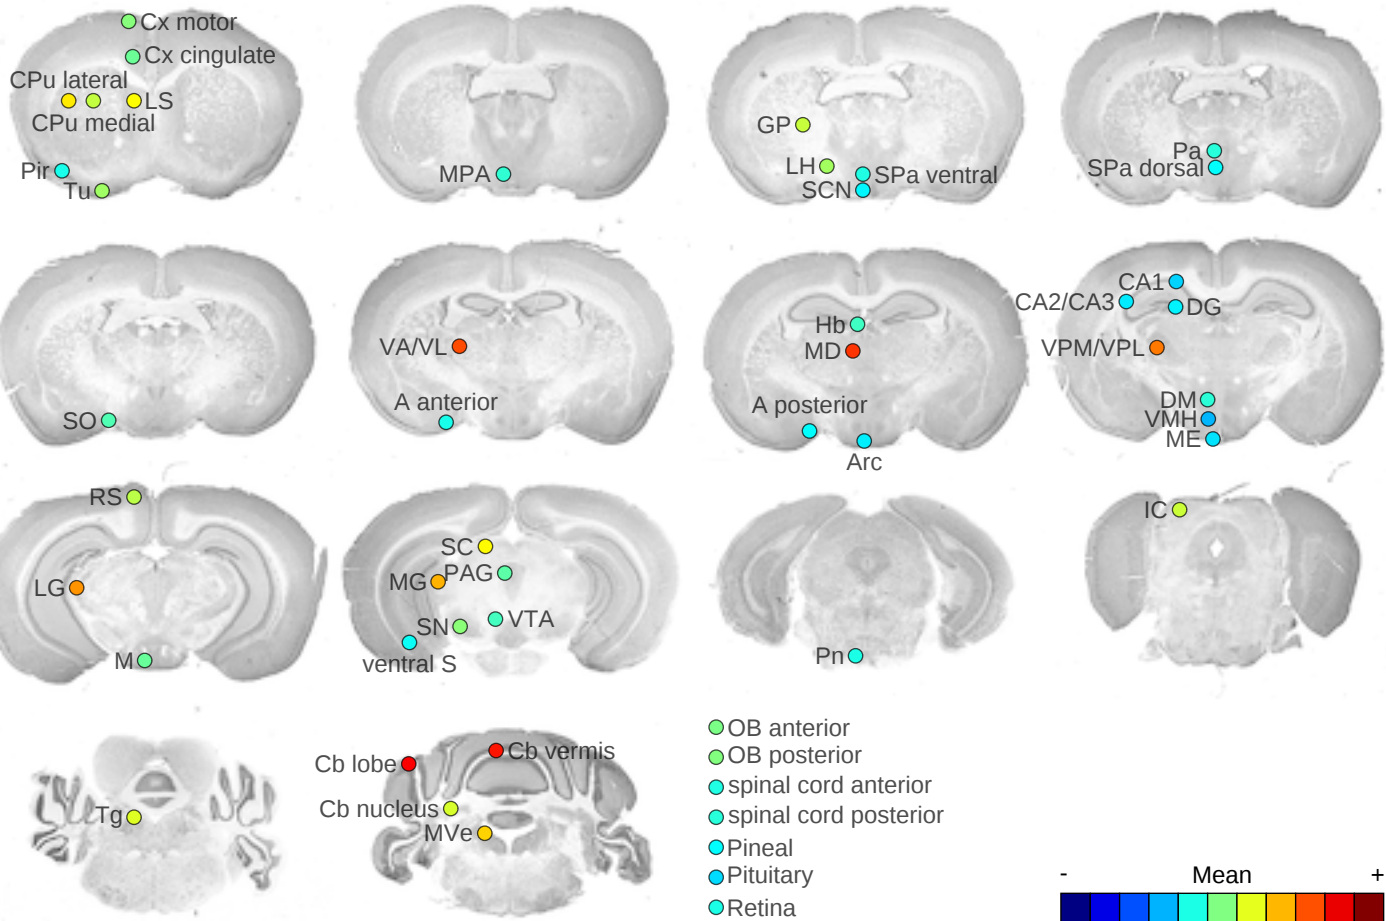 Cx motor
Cx cingulate
CPu lateral
LS
CPu medial
Pir
Tu
MPA
GP
LH
SPa ventral
SCN
Pa
SPa dorsal
SO
VA/VL
A anterior
Hb
MD
A posterior
Arc
CA1
CA2/CA3
DG
VPM/VPL
DM
VMH
ME
RS
LG
M
SC
MG
PAG
SN
VTA
ventral S
Pn
IC
Tg
Cb lobe
Cb vermis
Cb nucleus
MVe
OB anterior
OB posterior
spinal cord anterior
spinal cord posterior
Pineal
Pituitary
Retina
- Mean +